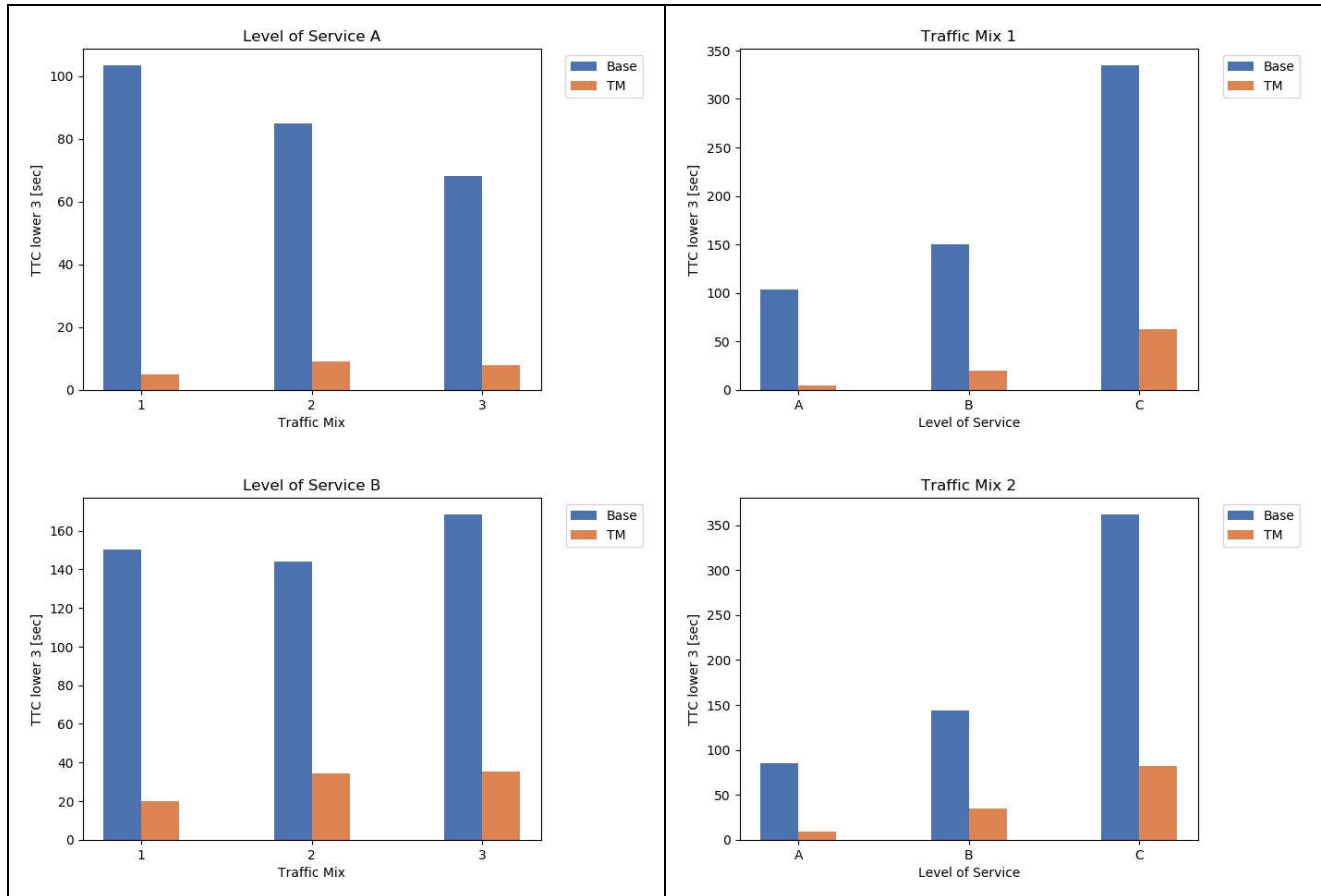 Level of Service A
100
80
60
40
20
0
TTC lower 3 [sec]
1 2 3
Traffic Mix
Base
TM
Traffic Mix 1
350
300
250
200
150
100
50
0
TTC lower 3 [sec]
A B C
Level of Service
Base
TM
Level of Service B
160
140
120
100
80
60
40
20
0
TTC lower 3 [sec]
1 2 3
Traffic Mix
Base
TM
Traffic Mix 2
350
300
250
200
150
100
50
0
TTC lower 3 [sec]
A B C
Level of Service
Base
TM